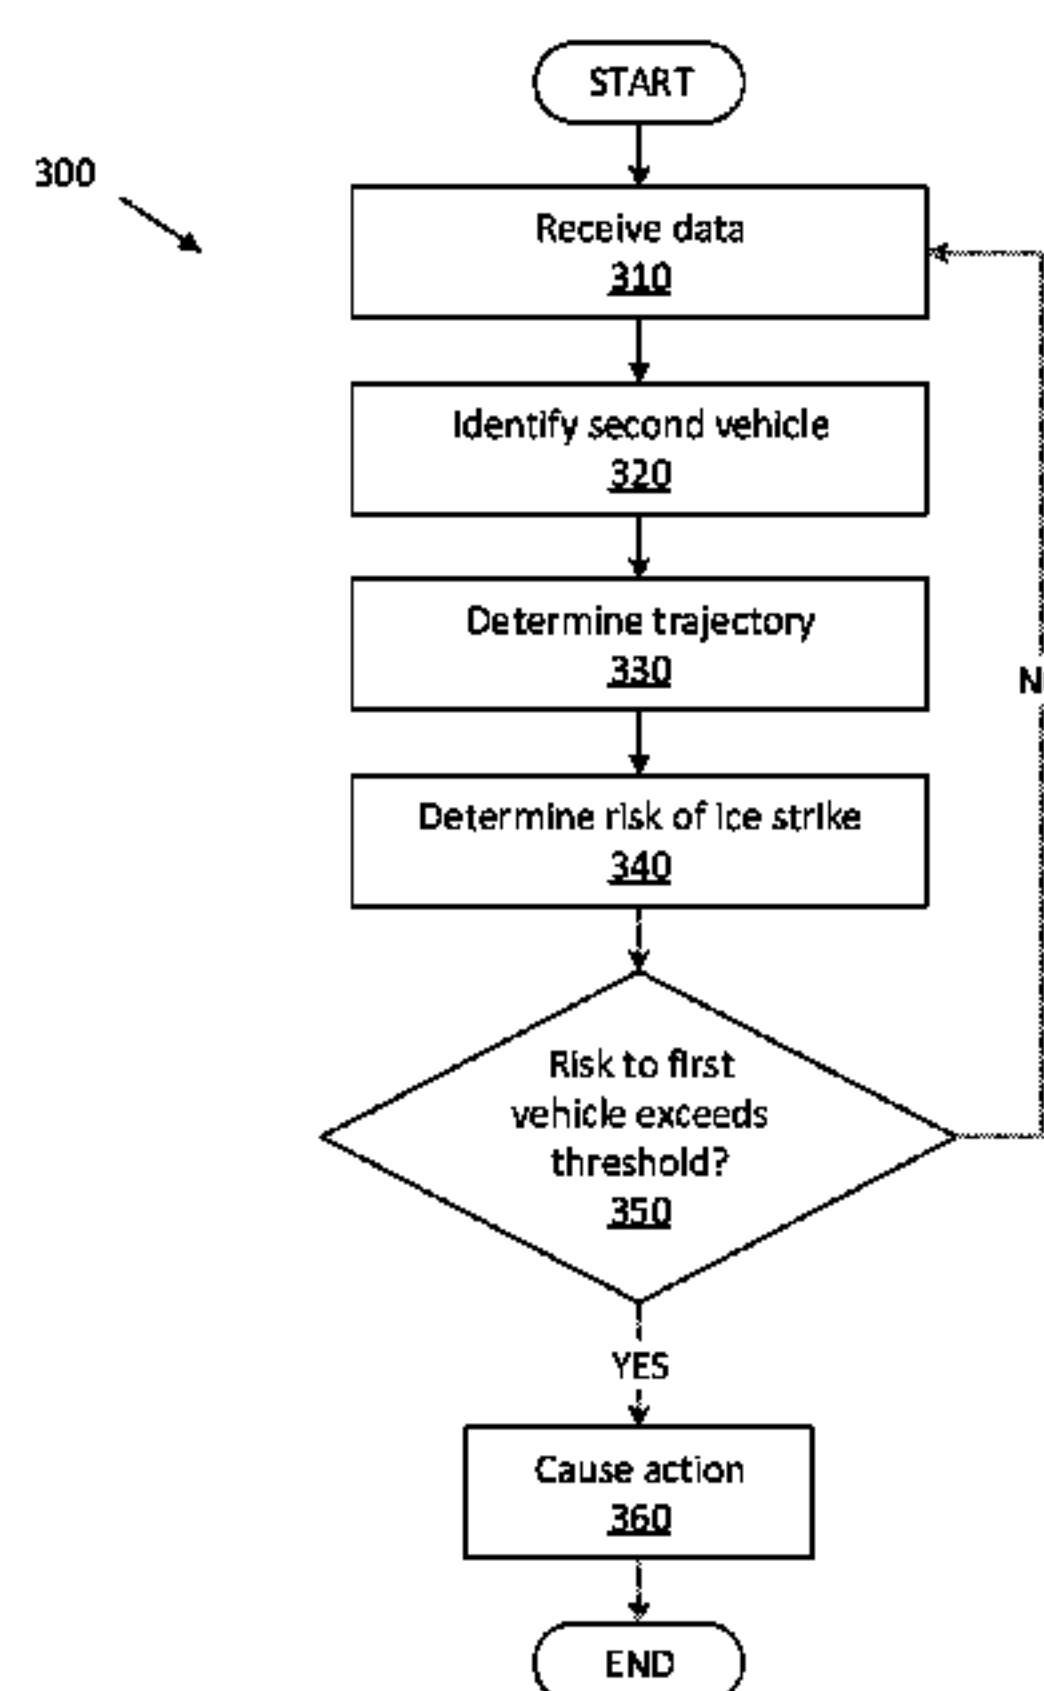 START
300
Receive data
310
Identify second vehicle
320
Determine trajectory
330
N
Determine risk of ice strike
340
Risk to first
vehicle exceeds
threshold?
350
YES
Cause action
360
END